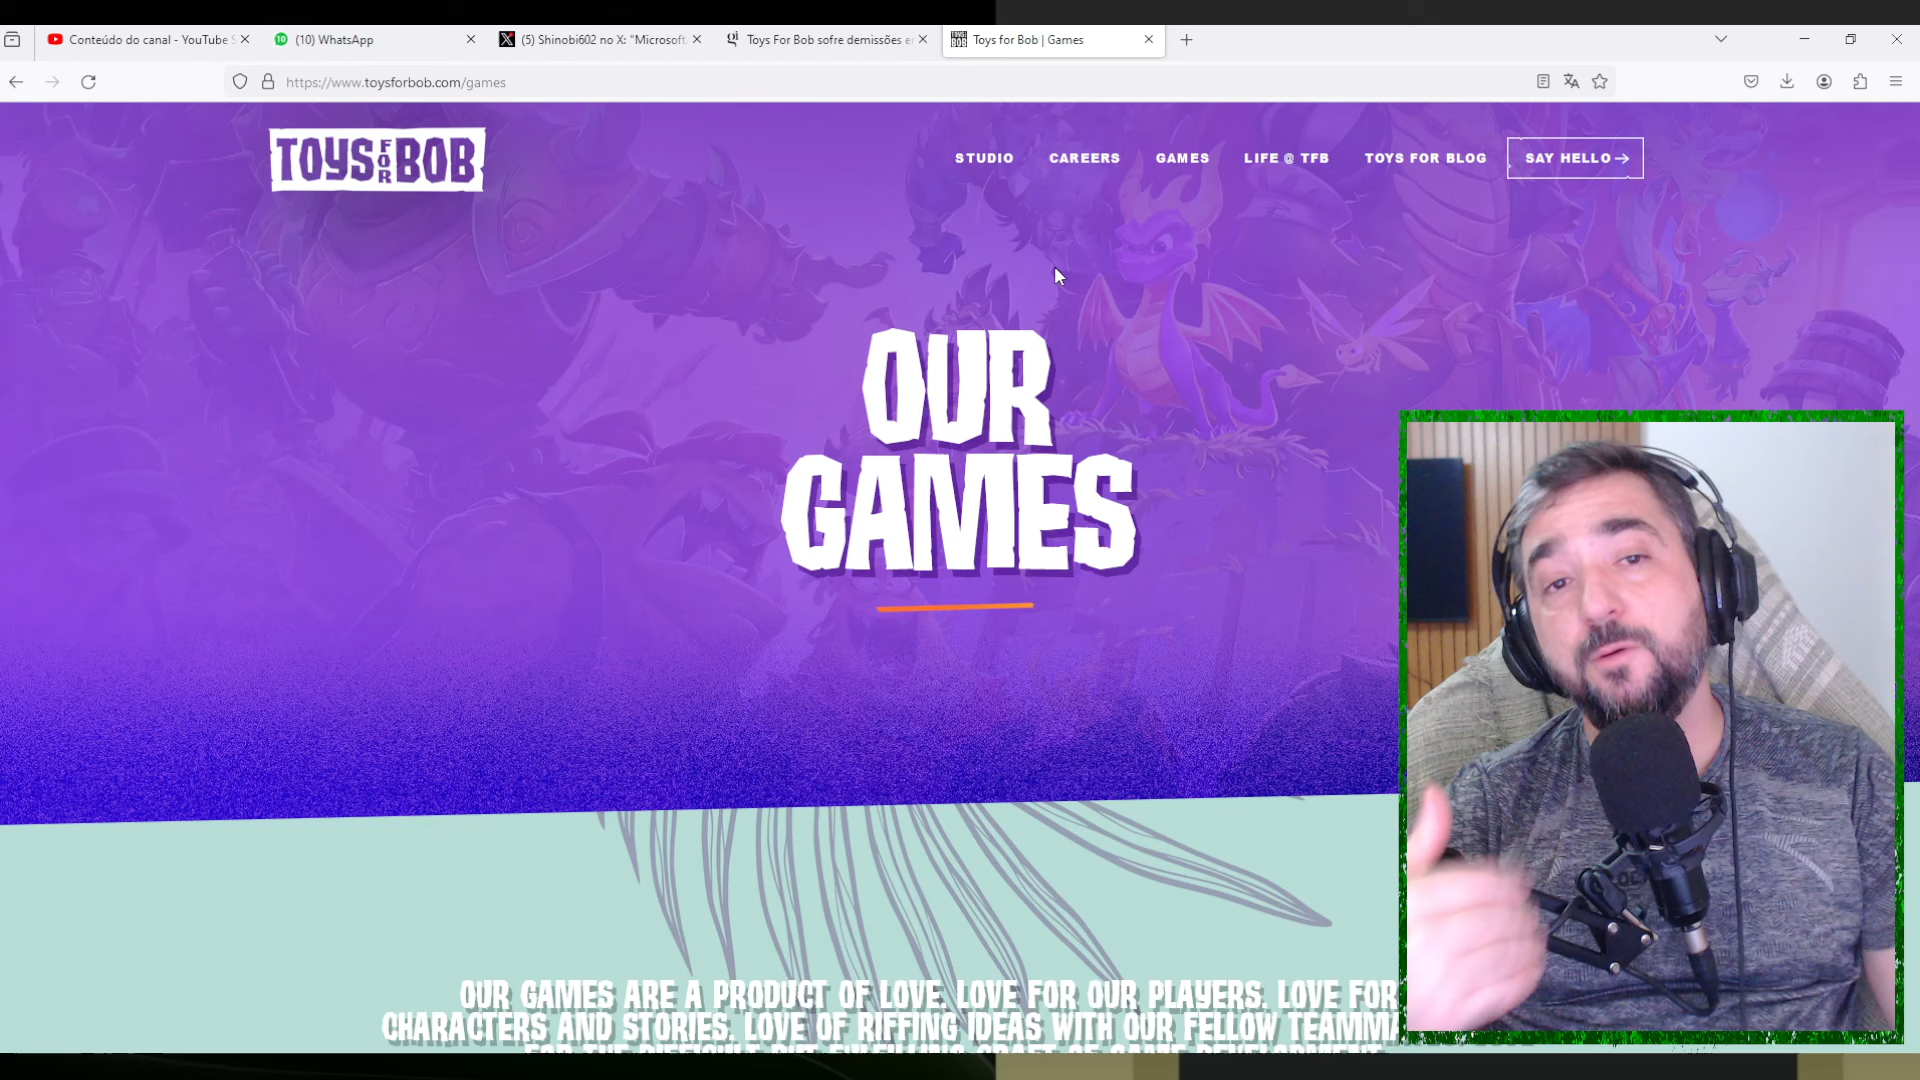 Conteúdo do canal - YouTube S
(10) WhatsApp
(5) Shinobi602 no X: "Microsoft
Toys For Bob sofre demissões e
Toys for Bob | Games
https://www.toysforbob.com/games
TOYS FOR BOB
STUDIO
CAREERS
GAMES
LIFE @ TFB
TOYS FOR BLOG
SAY HELLO→
OUR
GAMES
OUR GAMES ARE A PRODUCT OF LOVE. LOVE FOR OUR PLAYERS. LOVE FOR
CHARACTERS AND STORIES. LOVE OF RIFFING IDEAS WITH OUR FELLOW TEAMMA